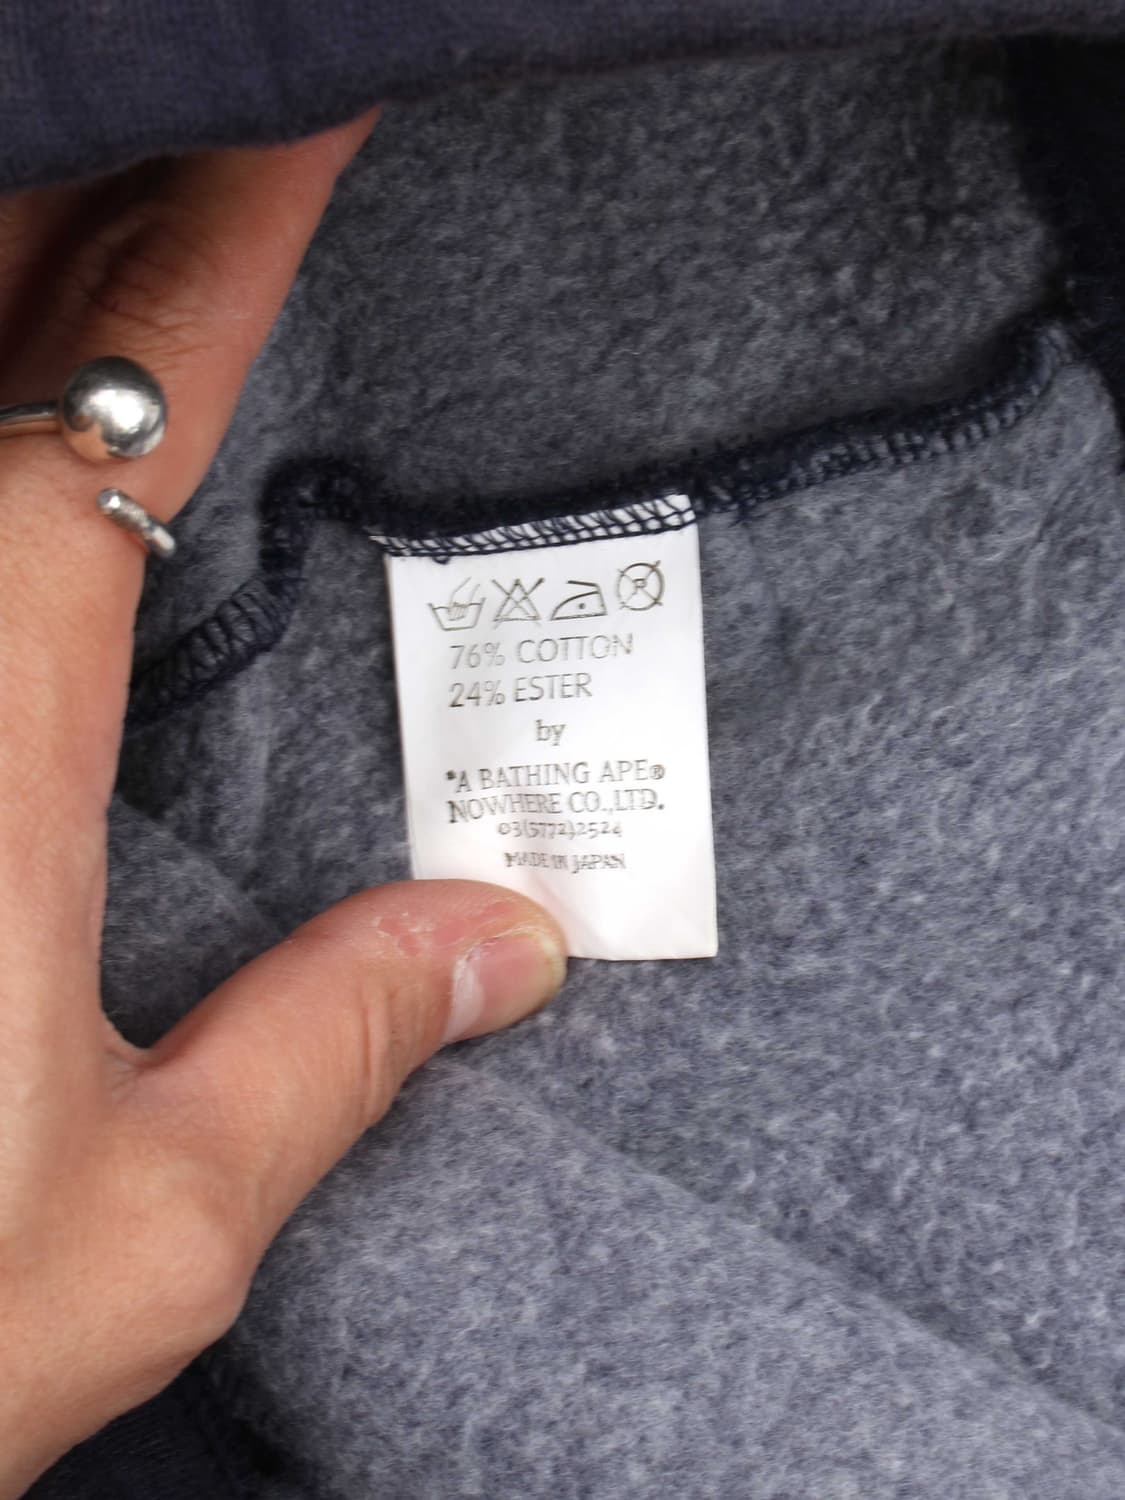 76% COTTON
24% ESTER
by
*A BATHING APE®
NOWHERE CO.,LTD.
03(5772)2524
MADE IN JAPAN